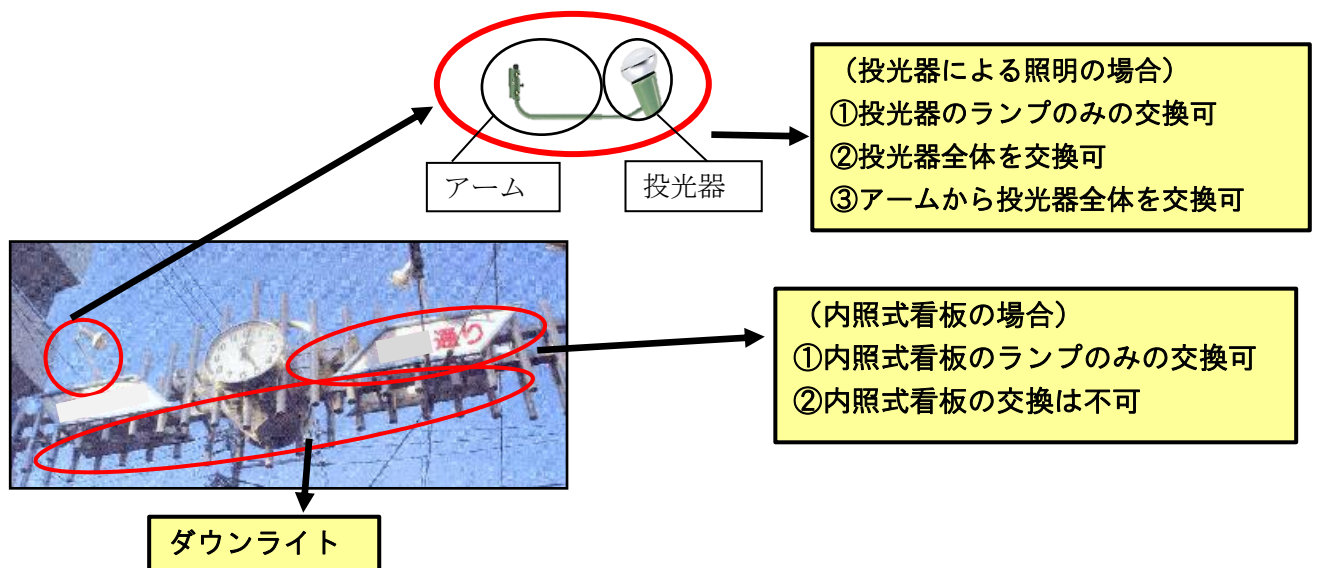 （投光器による照明の場合）
①投光器のランプのみの交換可
②投光器全体を交換可
③アームから投光器全体を交換可
アーム
投光器
通り
（内照式看板の場合）
①内照式看板のランプのみの交換可
②内照式看板の交換は不可
ダウンライト